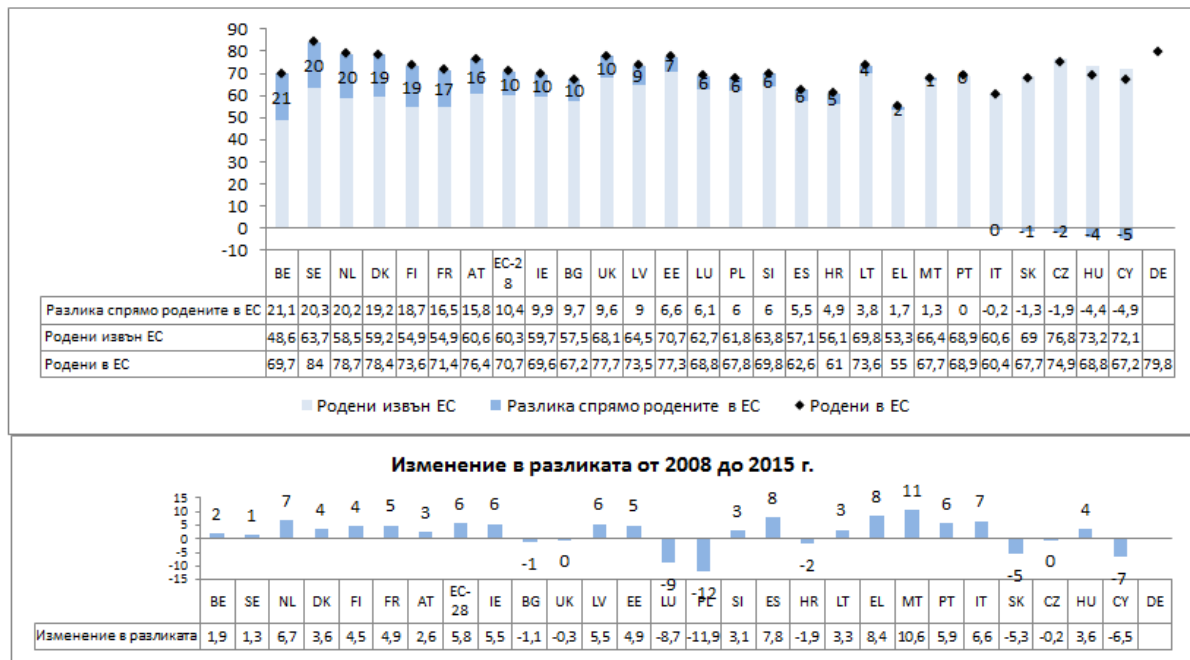 90
80
70
60
50
40
30
20
10
0
-10
21 20 20 19 19 17 16 10 10 10 10 9 7 6 6 6 6 5 4 2 1 0 0 -1 -2 -4 -5
BE SE NL DK FI FR AT ЕС-28 IE BG UK LV EE LU PL SI ES HR LT EL MT PT IT SK CZ HU CY DE
Разлика спрямо родените в ЕС 21,1 20,3 20,2 19,2 18,7 16,5 15,8 10,4 9,9 9,7 9,6 9 6,6 6,1 6 6 5,5 4,9 3,8 1,7 1,3 0 -0,2 -1,3 -1,9 -4,4 -4,9
Родени извън ЕС 48,6 63,7 58,5 59,2 54,9 54,9 60,6 60,3 59,7 57,5 68,1 64,5 70,7 62,7 61,8 63,8 57,1 56,1 69,8 53,3 66,4 68,9 60,6 69 76,8 73,2 72,1
Родени в ЕС 69,7 84 78,7 78,4 73,6 71,4 76,4 70,7 69,6 67,2 77,7 73,5 77,3 68,8 67,8 69,8 62,6 61 73,6 55 67,7 68,9 60,4 67,7 74,9 68,8 67,2 79,8
Родени извън ЕС Разлика спрямо родените в ЕС Родени в ЕС
Изменение в разликата от 2008 до 2015 г.
15
10
5
0
-5
-10
-15
2 1 7 4 4 5 3 6 6 -1 0 6 5 -9 -12 3 8 -2 3 8 11 6 7 -5 0 4 -7
BE SE NL DK FI FR AT ЕС-28 IE BG UK LV EE LU PL SI ES HR LT EL MT PT IT SK CZ HU CY DE
Изменение в разликата 1,9 1,3 6,7 3,6 4,5 4,9 2,6 5,8 5,5 -1,1 -0,3 5,5 4,9 -8,7 -11,9 3,1 7,8 -1,9 3,3 8,4 10,6 5,9 6,6 -5,3 -0,2 3,6 -6,5